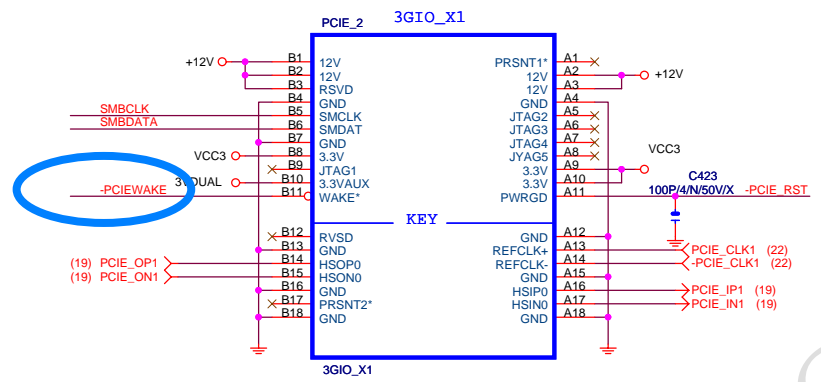 PCIE_2 3GIO_X1
+12V B1 12V PRSNT1* A1
B2 12V 12V A2 +12V
B3 RSVD 12V A3
B4 GND GND A4
SMBCLK B5 SMCLK JTAG2 A5
SMBDATA B6 SMDAT JTAG3 A6
B7 GND JTAG4 A7
VCC3 B8 3.3V JYAG5 A8 VCC3
B9 JTAG1 3.3V A9
B10 3.3VAUX 3.3V A10 C423
-PCIEWAKE B11 WAKE* PWRGD A11 100P/4/N/50V/X -PCIE_RST
KEY
B12 RVSD GND A12
B13 GND REFCLK+ A13 PCIE_CLK1 (22)
(19) PCIE_OP1 B14 HSOP0 REFCLK- A14 -PCIE_CLK1 (22)
(19) PCIE_ON1 B15 HSON0 GND A15
B16 GND HSIP0 A16 PCIE_IP1 (19)
B17 PRSNT2* HSIN0 A17 PCIE_IN1 (19)
B18 GND GND A18
3GIO_X1